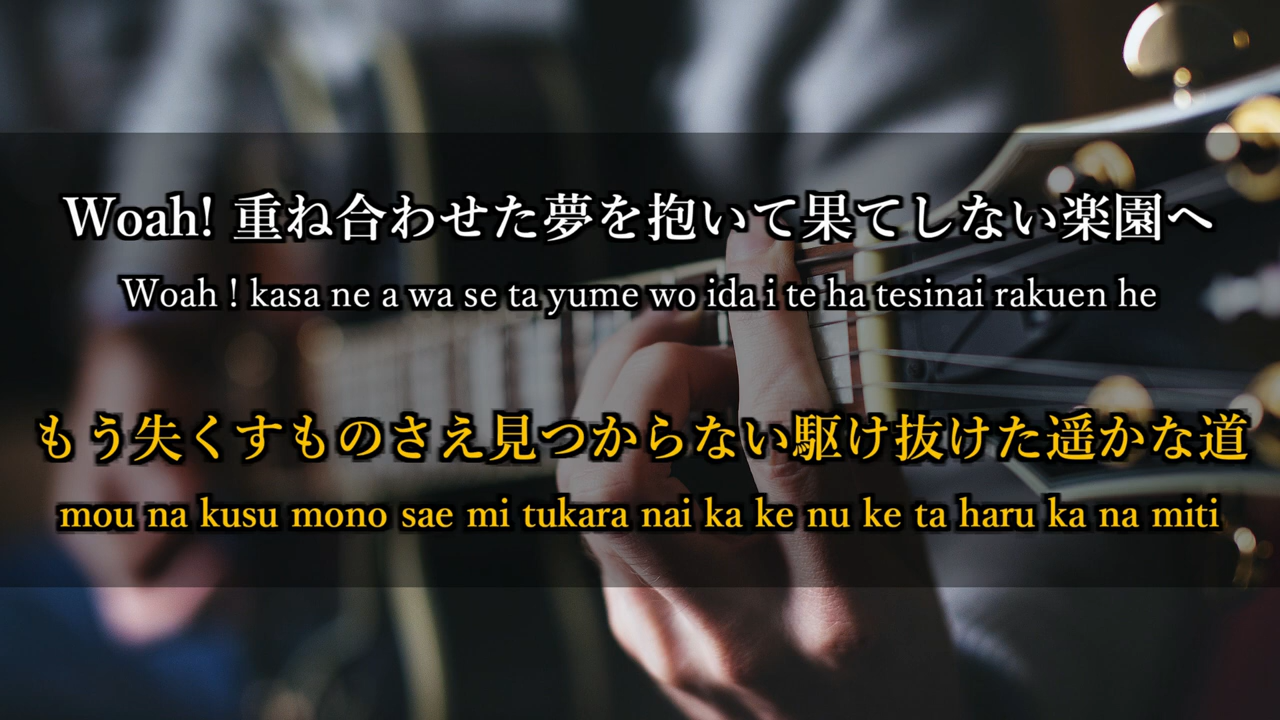 Woah! 重ね合わせた夢を抱いて果てしない楽園へ
Woah ! kasa ne a wa se ta yume wo ida i te ha tesinai rakuen he
もう失くすものさえ見つからない駆け抜けた遥かな道
mou na kusu mono sae mi tukara nai ka ke nu ke ta haru ka na miti